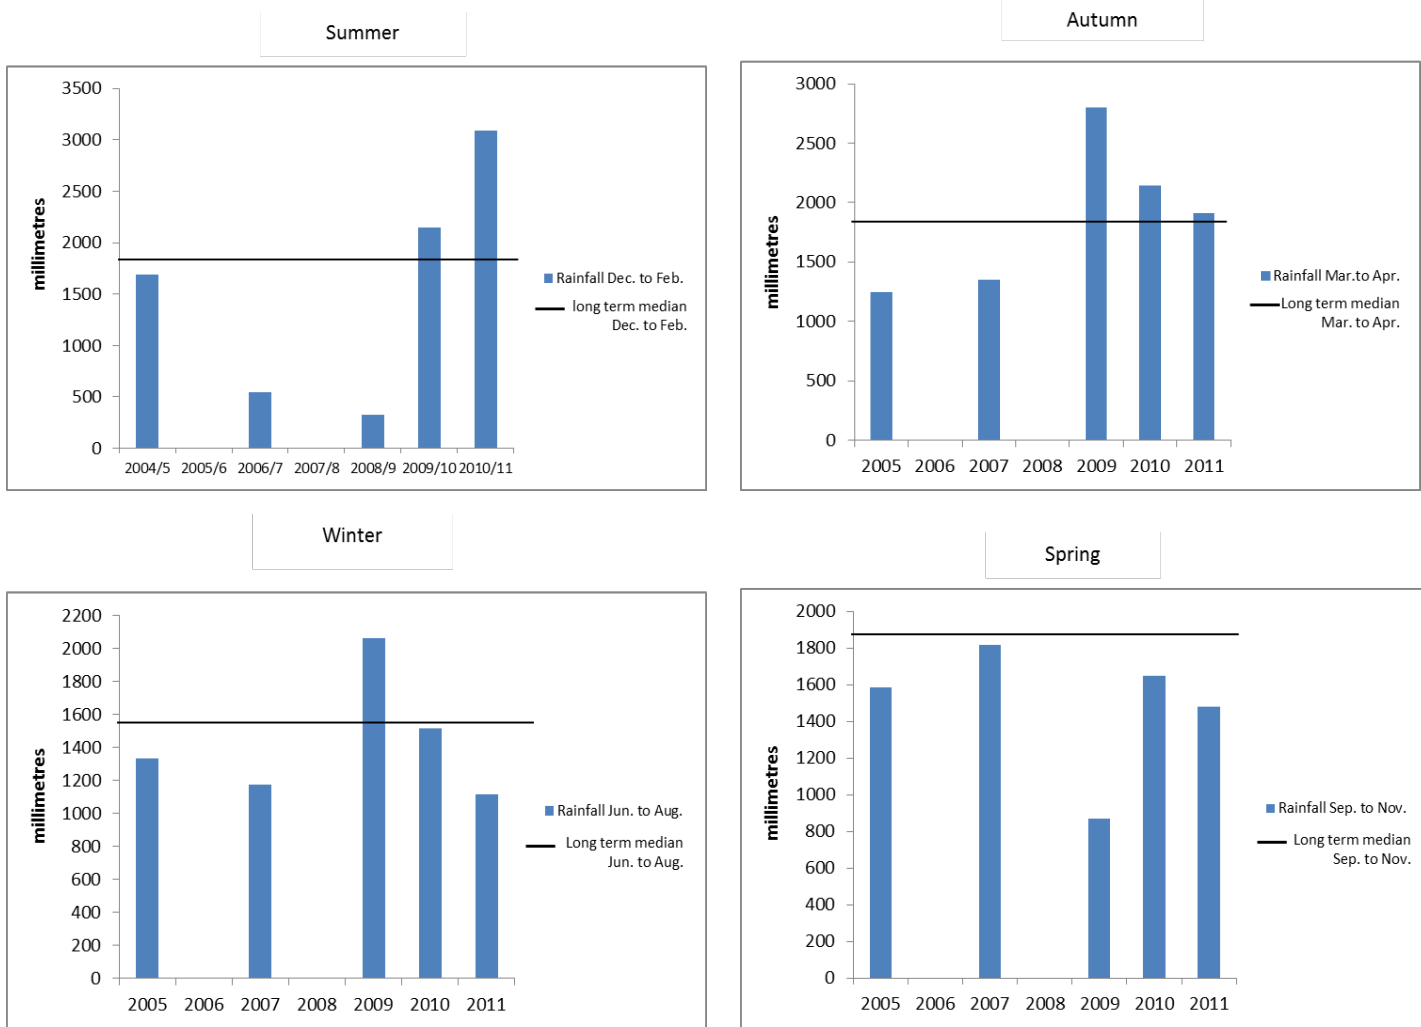 Summer
3500
3000
2500
2000
1500
1000
500
0
millimetres
2004/5 2005/6 2006/7 2007/8 2008/9 2009/10 2010/11
Rainfall Dec. to Feb.
long term median
Dec. to Feb.
Autumn
3000
2500
2000
1500
1000
500
0
millimetres
2005 2006 2007 2008 2009 2010 2011
Rainfall Mar.to Apr.
Long term median
Mar. to Apr.
Winter
2200
2000
1800
1600
1400
1200
1000
800
600
400
200
0
millimetres
2005 2006 2007 2008 2009 2010 2011
Rainfall Jun. to Aug.
Long term median
Jun. to Aug.
Spring
2000
1800
1600
1400
1200
1000
800
600
400
200
0
millimetres
2005 2006 2007 2008 2009 2010 2011
Rainfall Sep. to Nov.
Long term median
Sep. to Nov.